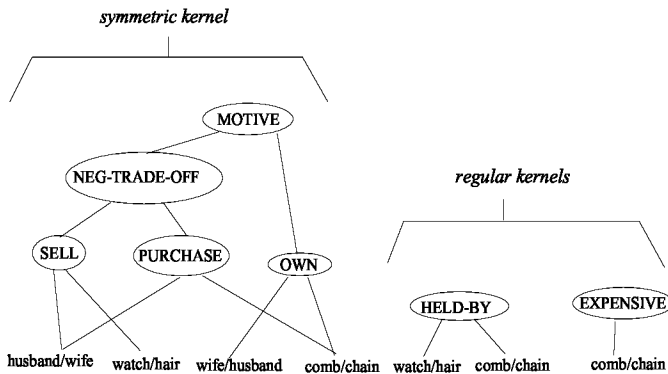 symmetric kernel
MOTIVE
NEG-TRADE-OFF
regular kernels
SELL
PURCHASE
OWN
HELD-BY
EXPENSIVE
husband/wife
watch/hair
wife/husband
comb/chain
watch/hair
comb/chain
comb/chain